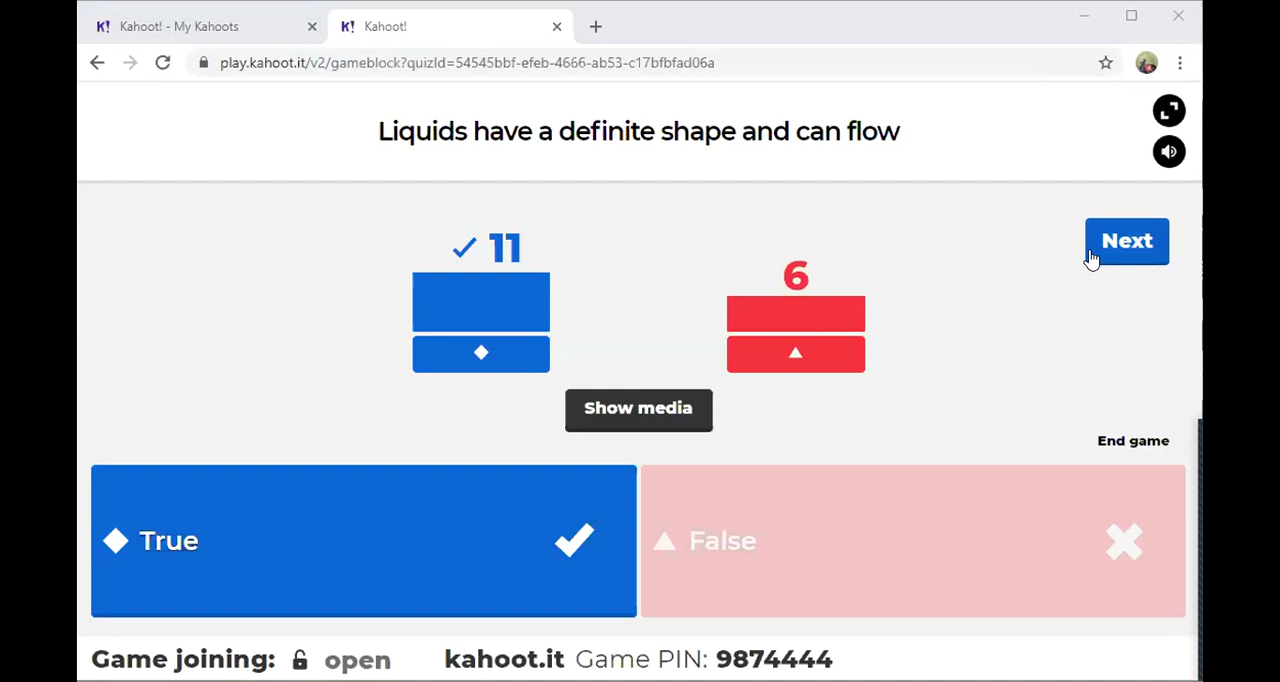 K! Kahoot! - My Kahoots
K! Kahoot!
play.kahoot.it/v2/gameblock?quizId=54545bbf-efeb-4666-ab53-c17bfbfad06a
Liquids have a definite shape and can flow
11
6
Next
Show media
End game
True
False
Game joining: open kahoot.it Game PIN: 9874444